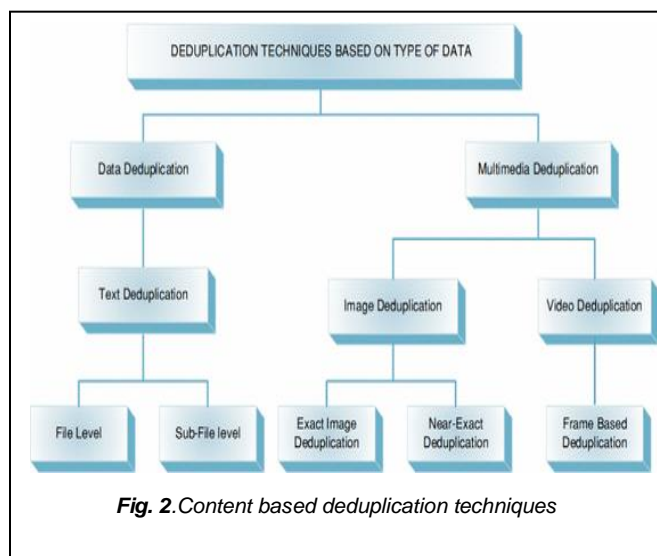 DEDUPLICATION TECHNIQUES BASED ON TYPE OF DATA
Data Deduplication
Multimedia Deduplication
Text Deduplication
Image Deduplication
Video Deduplication
File Level
Sub-File level
Exact Image
Deduplication
Near-Exact
Deduplication
Frame Based
Deduplication
Fig. 2.Content based deduplication techniques